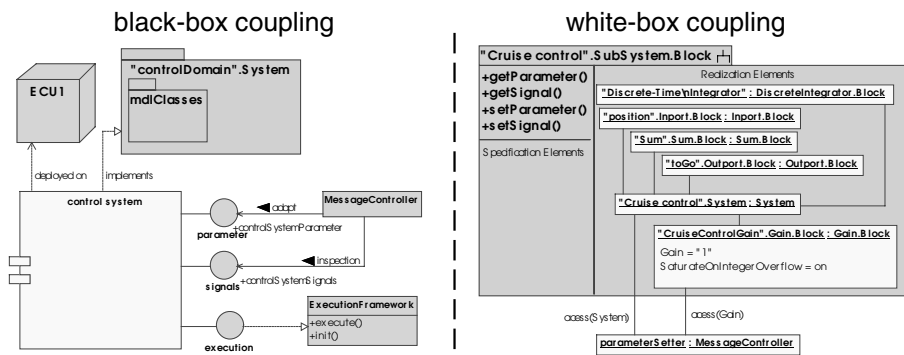 black-box coupling
ECU1
"controlDomain".System
mdlClasses
deployed on
implements
control system
adapt
MessageController
+controlSystemParameter
parameter
inspection
+controlSystemSignals
signals
ExecutionFramework
+execute()
+init()
execution
white-box coupling
"Cruise control".SubSystem.Block
+getParameter()
+getSignal()
+setParameter()
+setSignal()
Specification Elements
Realization Elements
"Discrete-Time\nIntegrator" : DiscreteIntegrator.Block
"position".Inport.Block : Inport.Block
"Sum".Sum.Block : Sum.Block
"toGo".Outport.Block : Outport.Block
"Cruise control".System : System
"CruiseControlGain".Gain.Block : Gain.Block
Gain = "1"
SaturateOnIntegerOverflow = on
access(System)
access(Gain)
parameterSetter : MessageController